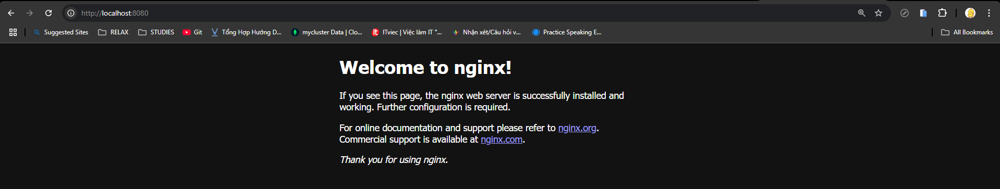 http://localhost:8080
Suggested Sites RELAX STUDIES Git Tổng Hợp Hướng D... mycluster Data | Clo... ITviec | Việc làm IT "... Nhận xét/Câu hỏi v... Practice Speaking E... All Bookmarks
Welcome to nginx!
If you see this page, the nginx web server is successfully installed and
working. Further configuration is required.
For online documentation and support please refer to nginx.org.
Commercial support is available at nginx.com.
Thank you for using nginx.